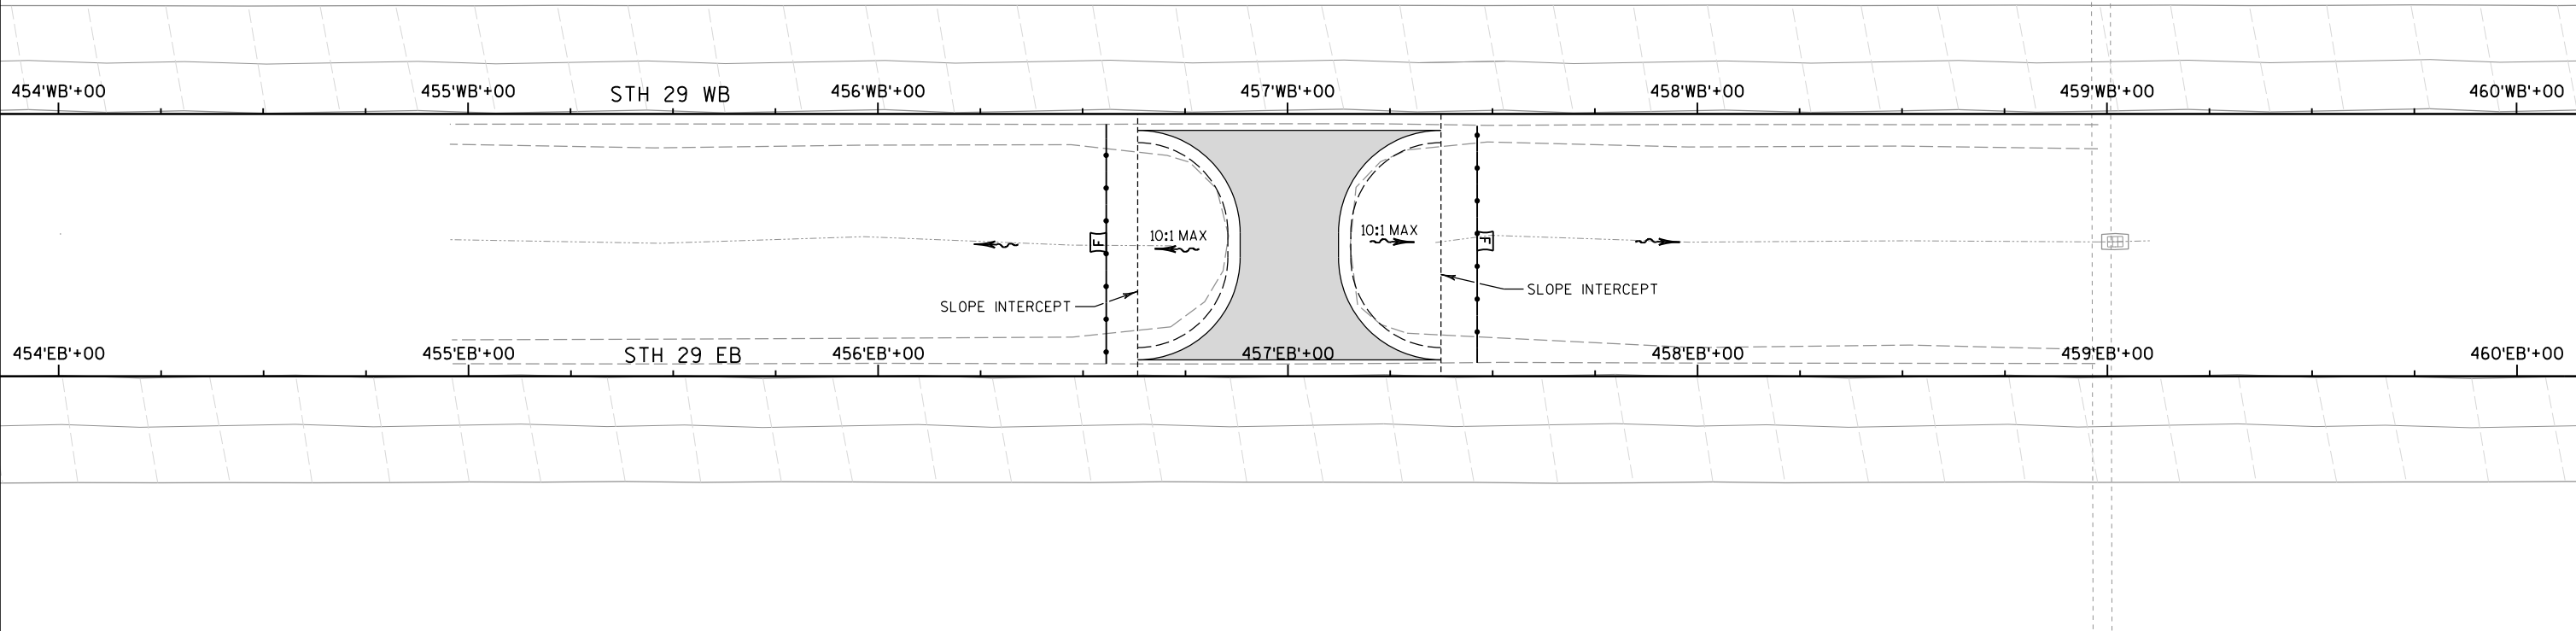 454'WB'+00 455'WB'+00 STH 29 WB 456'WB'+00 457'WB'+00 458'WB'+00 459'WB'+00 460'WB'+00
10:1 MAX 10:1 MAX
F F
SLOPE INTERCEPT SLOPE INTERCEPT
454'EB'+00 455'EB'+00 STH 29 EB 456'EB'+00 457'EB'+00 458'EB'+00 459'EB'+00 460'EB'+00